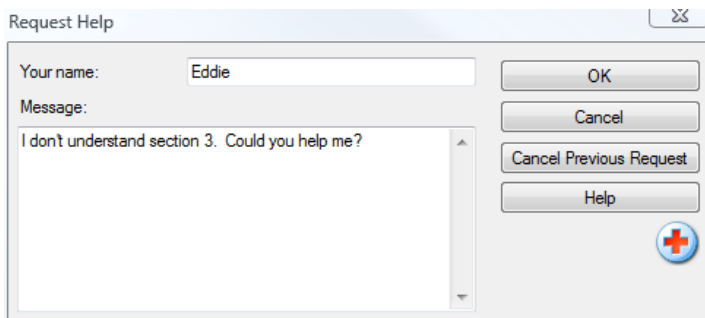 Request Help
Your name:
Eddie
OK
Message:
Cancel
I don't understand section 3.  Could you help me?
Cancel Previous Request
Help